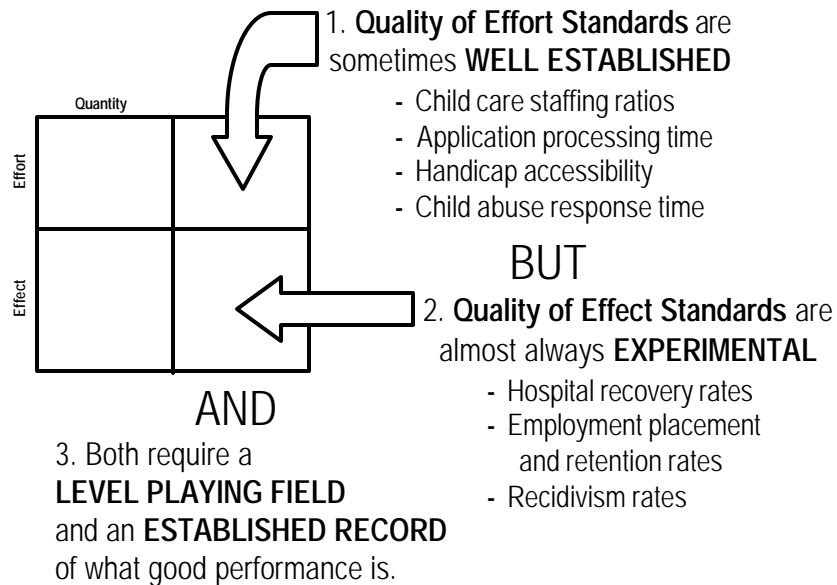 1. Quality of Effort Standards are
sometimes WELL ESTABLISHED
- Child care staffing ratios
- Application processing time
- Handicap accessibility
- Child abuse response time
Quantity
Effort
Effect
BUT
2. Quality of Effect Standards are
almost always EXPERIMENTAL
- Hospital recovery rates
- Employment placement
and retention rates
- Recidivism rates
AND
3. Both require a
LEVEL PLAYING FIELD
and an ESTABLISHED RECORD
of what good performance is.